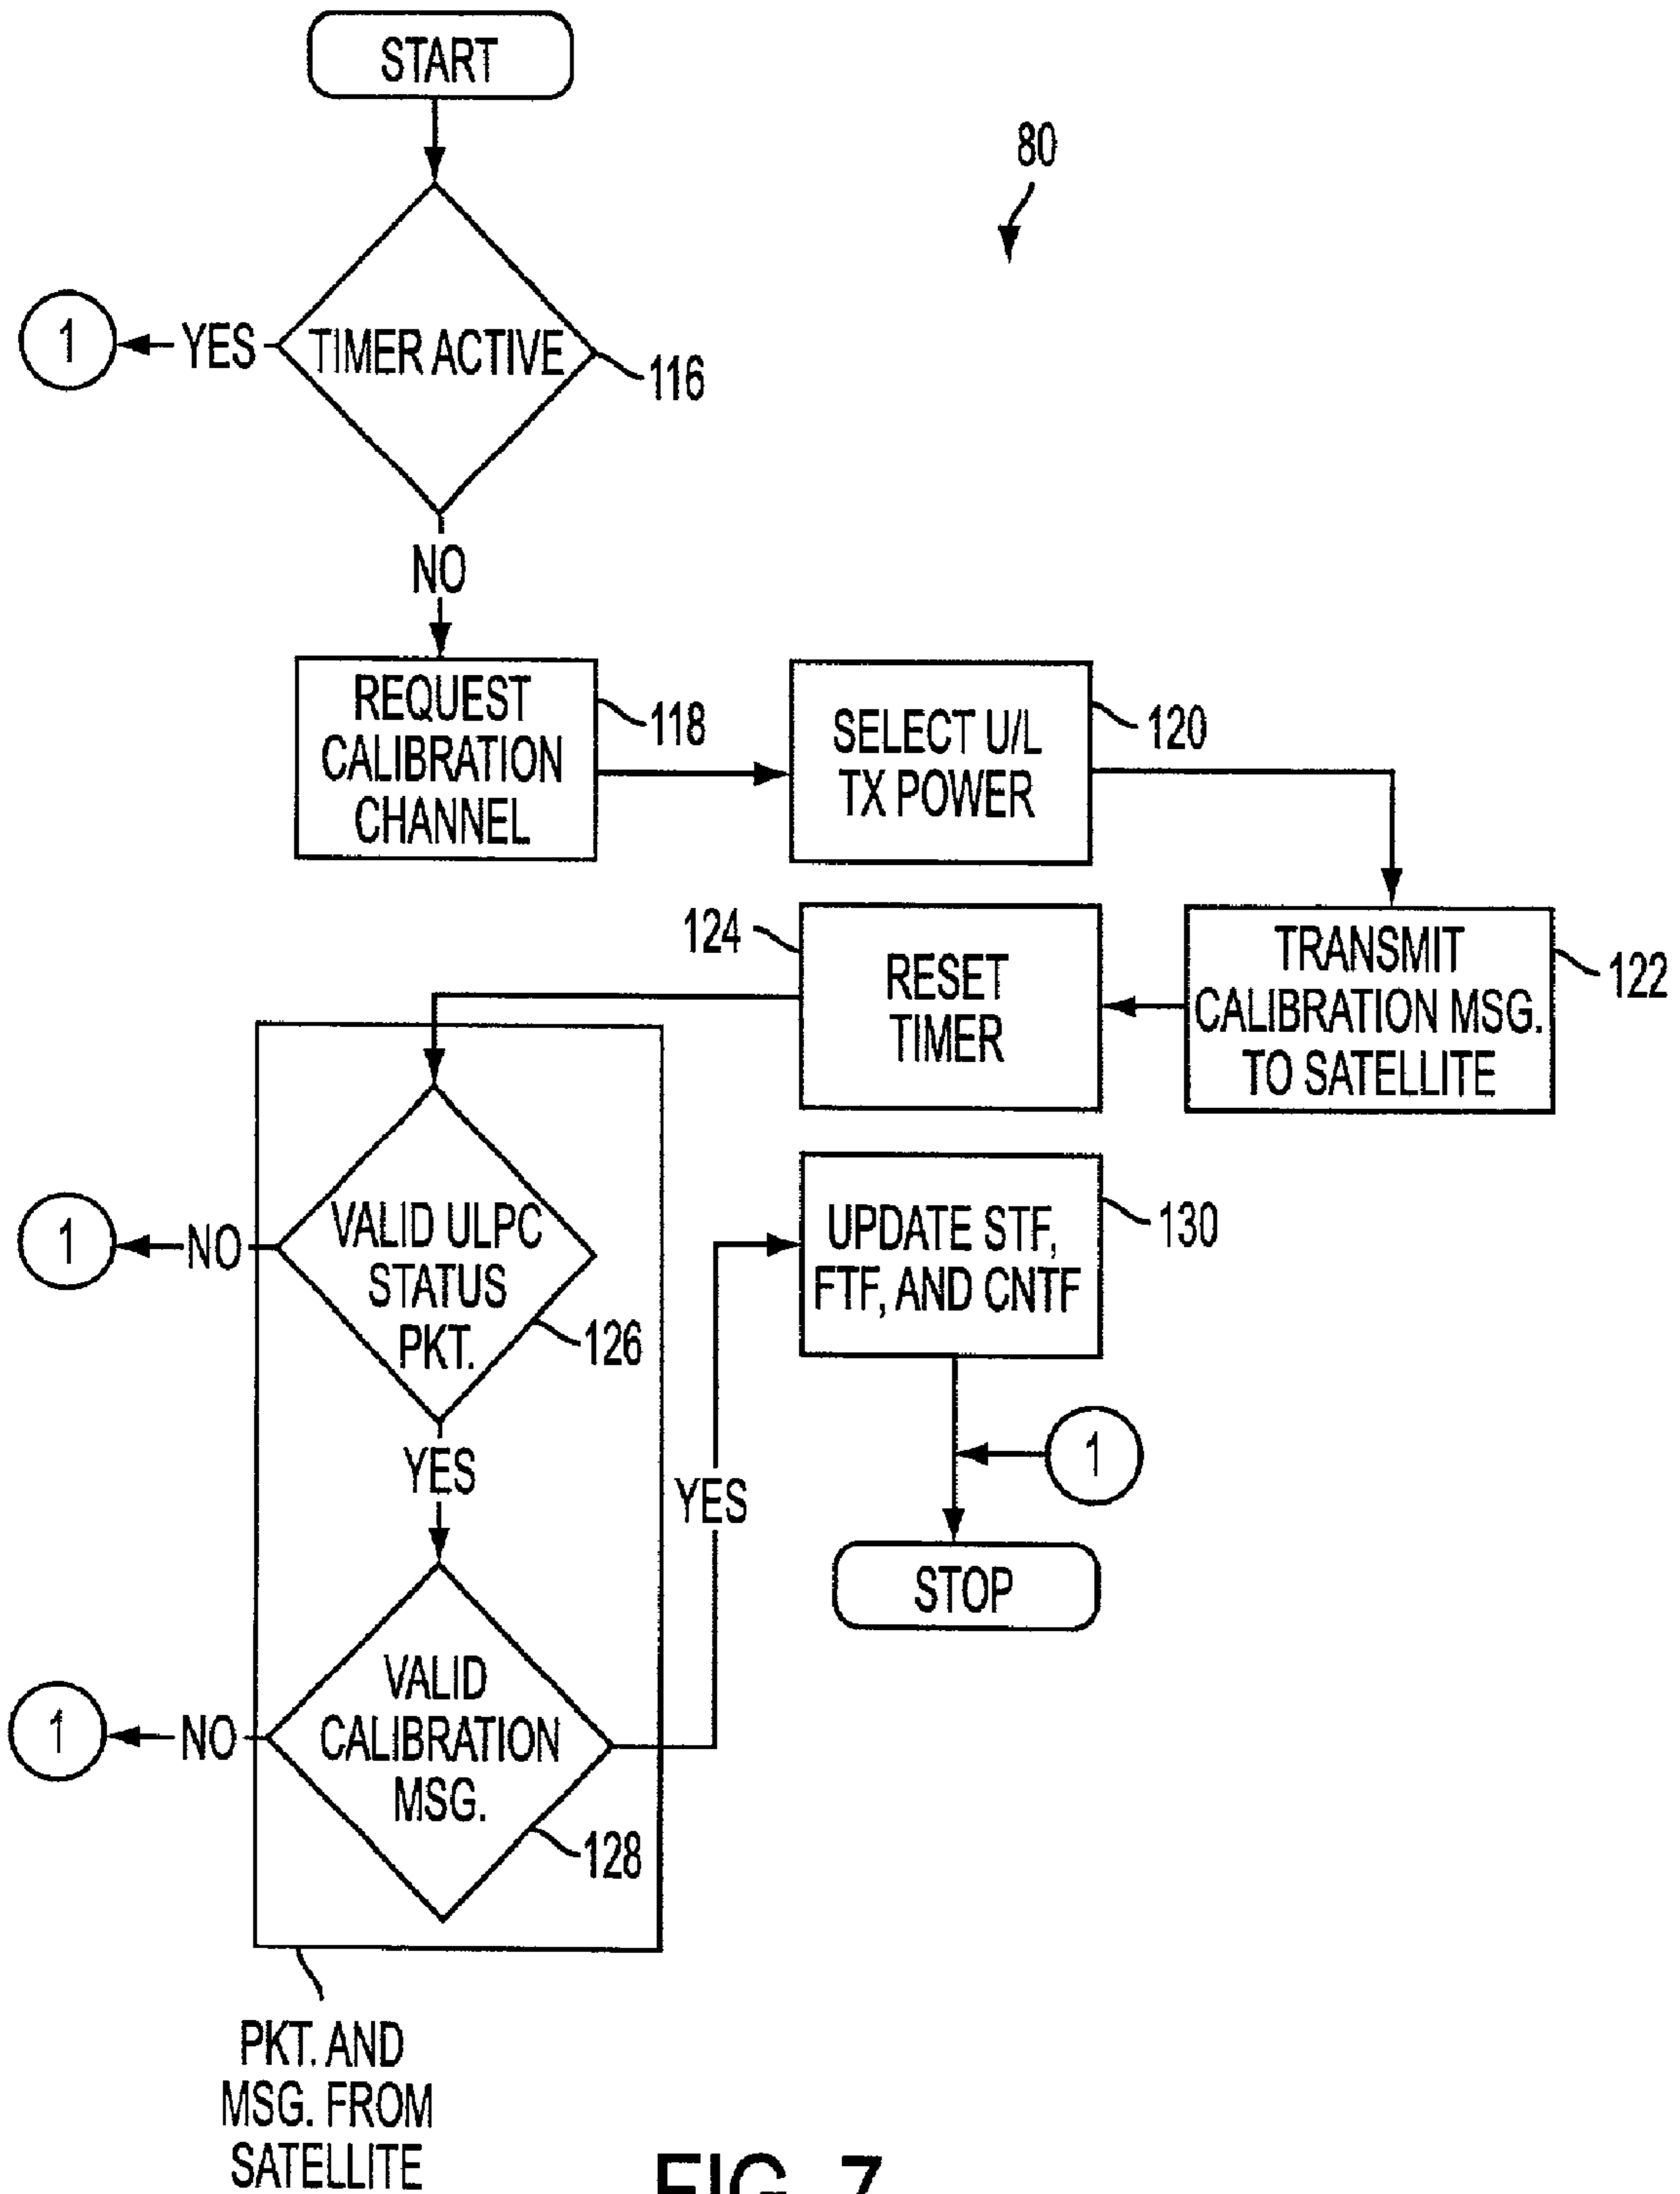 START
80
1
YES
TIMER ACTIVE
116
NO
REQUEST
CALIBRATION
CHANNEL
118
SELECT U/L
TX POWER
120
TRANSMIT
CALIBRATION MSG.
TO SATELLITE
122
RESET
TIMER
124
VALID ULPC
STATUS
PKT.
126
NO
1
YES
VALID
CALIBRATION
MSG.
128
NO
1
YES
UPDATE STF,
FTF, AND CNTF
130
1
STOP
PKT. AND
MSG. FROM
SATELLITE
FIG. 7